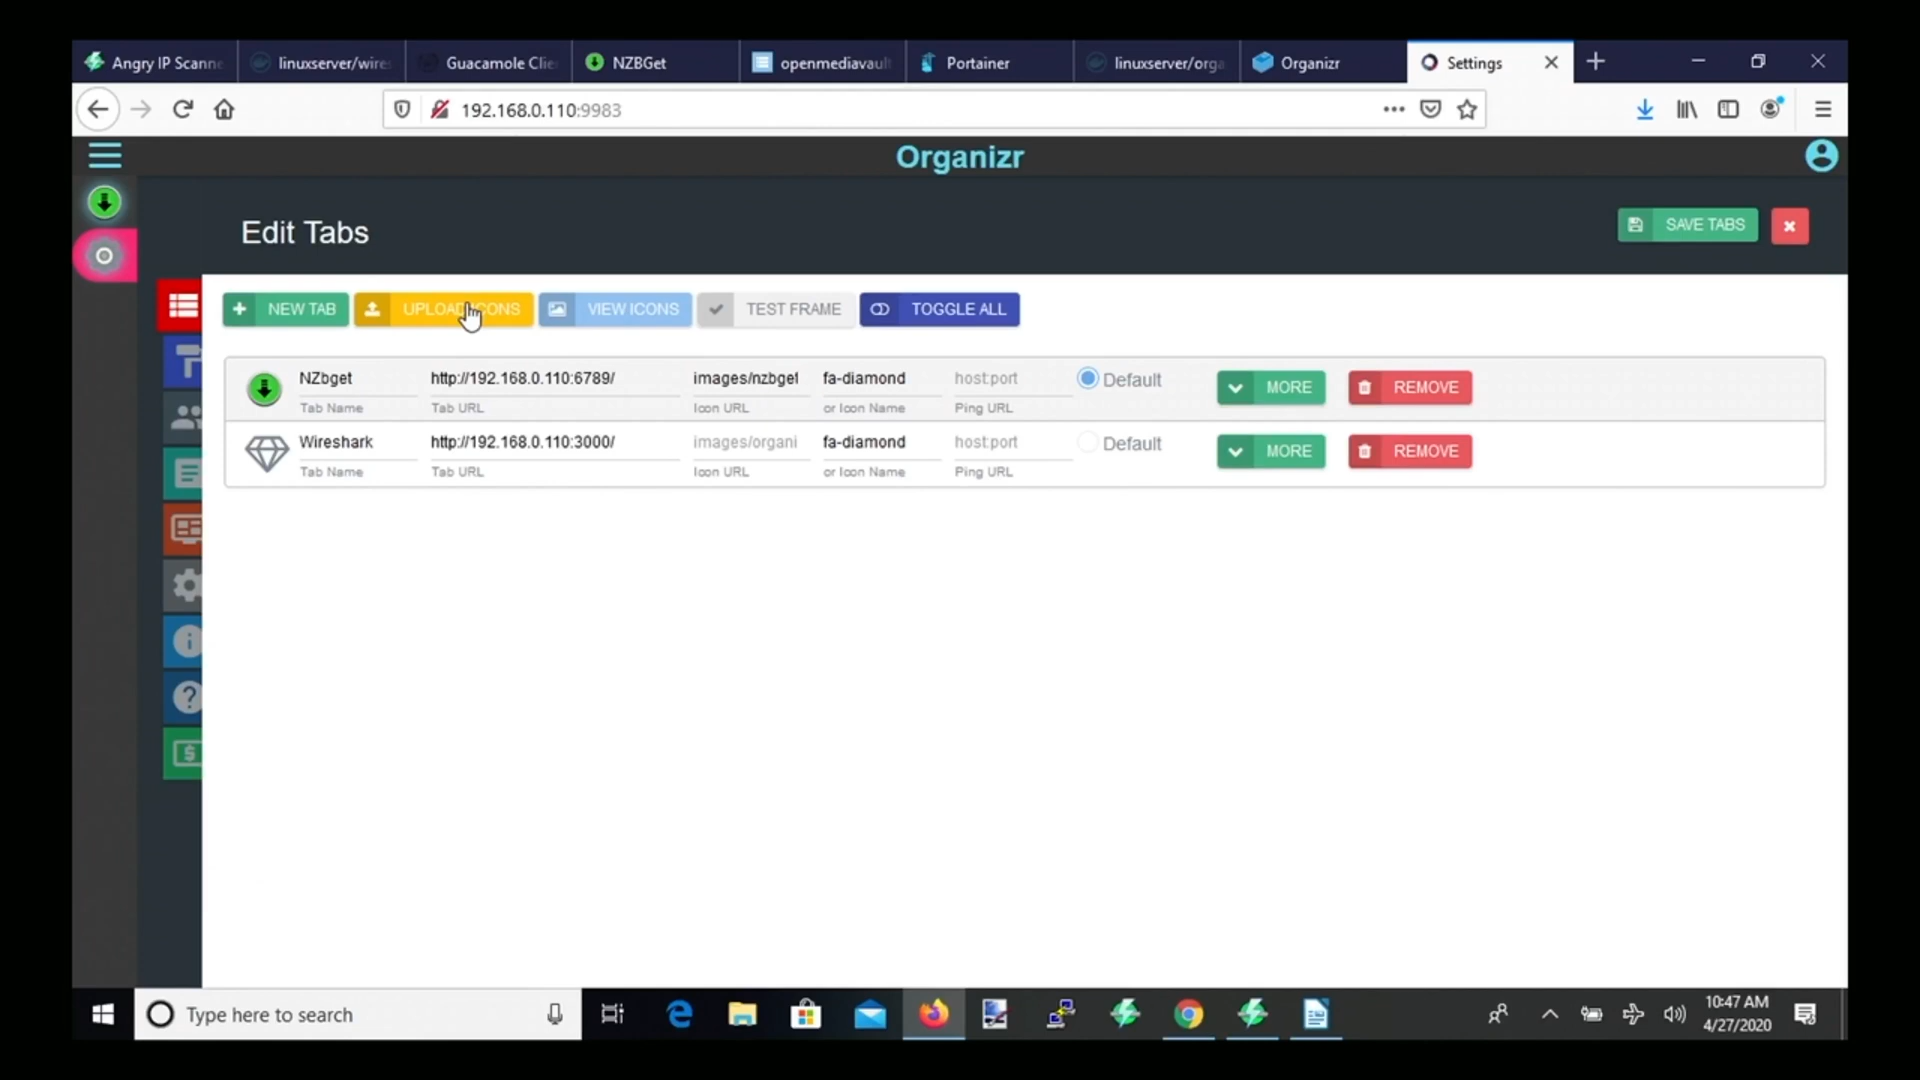 Angry IP Scanne
linuxserver/wire
Guacamole Clie
NZBGet
openmediavaul
Portainer
linuxserver/orga
Organizr
Settings
192.168.0.110:9983
Organizr
Edit Tabs
SAVE TABS
NEW TAB
UPLOAD ICONS
VIEW ICONS
TEST FRAME
TOGGLE ALL
NZbget
http://192.168.0.110:6789/
images/nzbget
fa-diamond
host:port
Default
MORE
REMOVE
Tab Name
Tab URL
Icon URL
or Icon Name
Ping URL
Wireshark
http://192.168.0.110:3000/
images/organi
fa-diamond
host:port
Default
MORE
REMOVE
Tab Name
Tab URL
Icon URL
or Icon Name
Ping URL
Type here to search
10:47 AM
4/27/2020